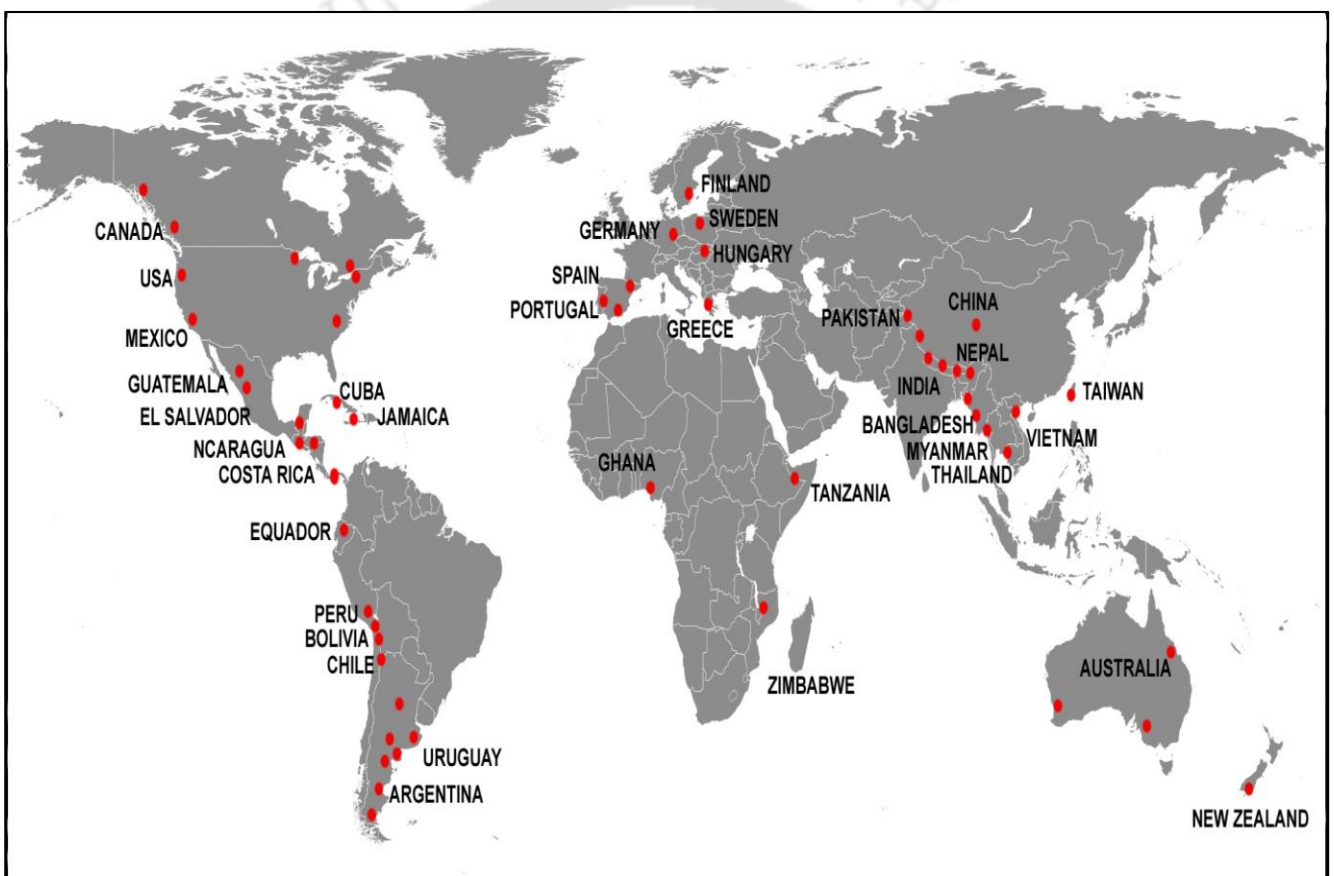 FINLAND
SWEDEN
GERMANY
HUNGARY
SPAIN
PORTUGAL
GREECE
CANADA
USA
MEXICO
GUATEMALA
EL SALVADOR
NCARAGUA
COSTA RICA
CUBA
JAMAICA
EQUADOR
PERU
BOLIVIA
CHILE
URUGUAY
ARGENTINA
GHANA
TANZANIA
ZIMBABWE
PAKISTAN
CHINA
NEPAL
INDIA
TAIWAN
BANGLADESH
VIETNAM
MYANMAR
THAILAND
AUSTRALIA
NEW ZEALAND